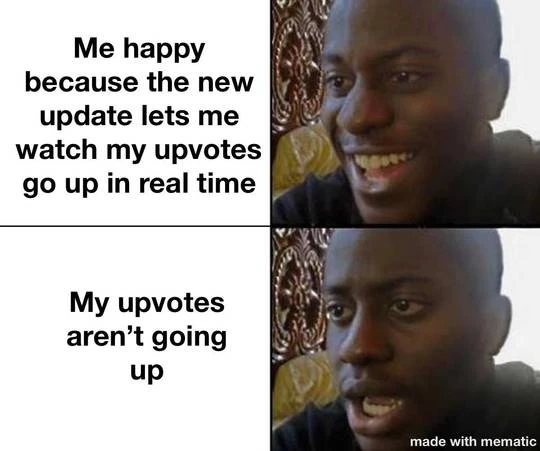 Me happy
because the new
update lets me
watch my upvotes
go up in real time
My upvotes
aren’t going
up
made with mematic